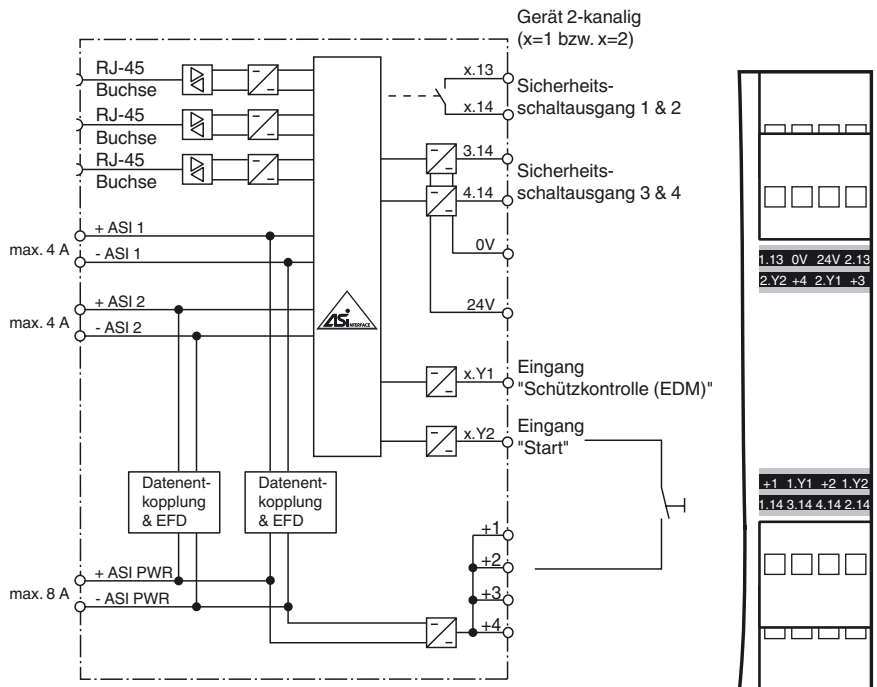 Gerät 2-kanalig
(x=1 bzw. x=2)
RJ-45
Buchse
RJ-45
Buchse
RJ-45
Buchse
x.13
x.14
Sicherheits-
schaltausgang 1 & 2
3.14
4.14
Sicherheits-
schaltausgang 3 & 4
0V
24V
max. 4 A
+ ASI 1
- ASI 1
max. 4 A
+ ASI 2
- ASI 2
ASi INTERFACE
x.Y1
Eingang
"Schützkontrolle (EDM)"
x.Y2
Eingang
"Start"
Datenent-
kopplung
& EFD
Datenent-
kopplung
& EFD
max. 8 A
+ ASI PWR
- ASI PWR
+1
+2
+3
+4
1.13 0V 24V 2.13
2.Y2 +4 2.Y1 +3
+1 1.Y1 +2 1.Y2
1.14 3.14 4.14 2.14